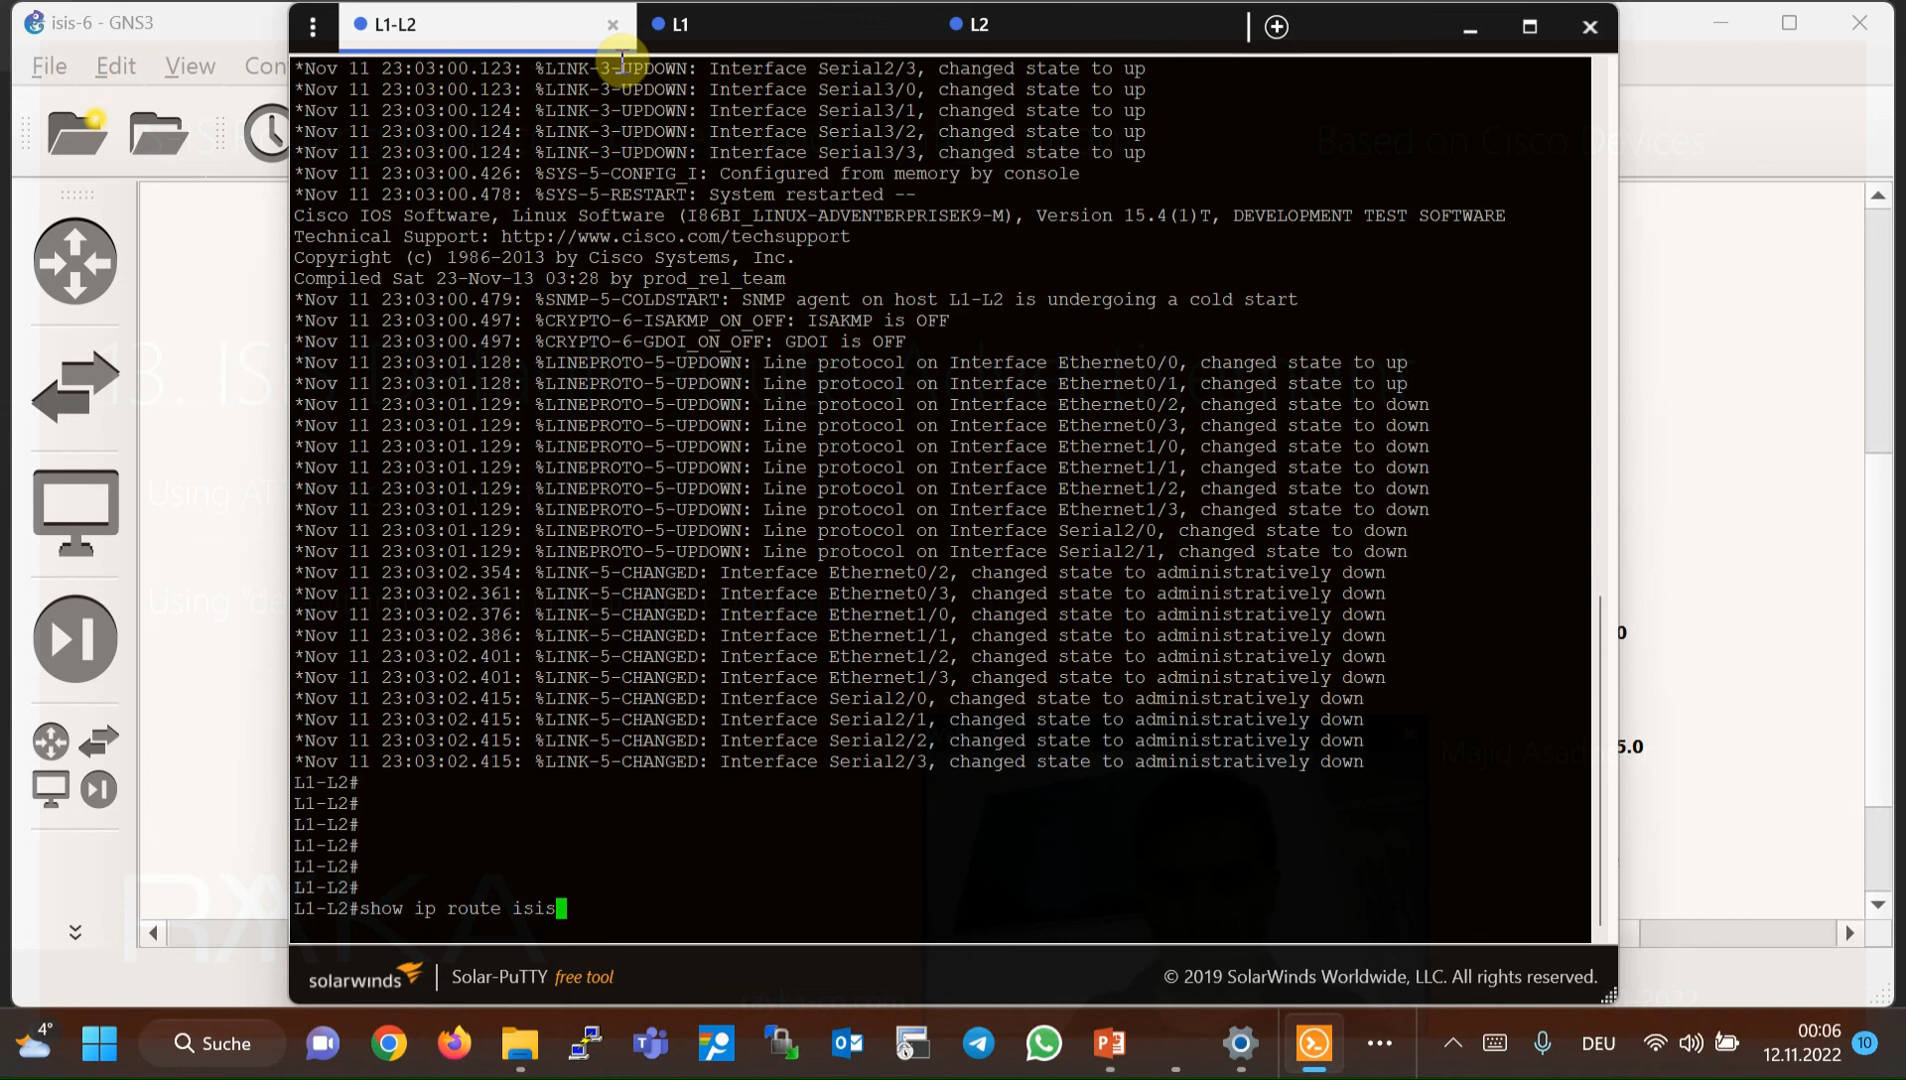 isis-6 - GNS3
L1-L2
L1
L2
File Edit View Con
*Nov 11 23:03:00.123: %LINK-3-UPDOWN: Interface Serial2/3, changed state to up
*Nov 11 23:03:00.123: %LINK-3-UPDOWN: Interface Serial3/0, changed state to up
*Nov 11 23:03:00.124: %LINK-3-UPDOWN: Interface Serial3/1, changed state to up
*Nov 11 23:03:00.124: %LINK-3-UPDOWN: Interface Serial3/2, changed state to up
*Nov 11 23:03:00.124: %LINK-3-UPDOWN: Interface Serial3/3, changed state to up
*Nov 11 23:03:00.426: %SYS-5-CONFIG_I: Configured from memory by console
*Nov 11 23:03:00.478: %SYS-5-RESTART: System restarted --
Cisco IOS Software, Linux Software (I86BI_LINUX-ADVENTERPRISEK9-M), Version 15.4(1)T, DEVELOPMENT TEST SOFTWARE
Technical Support: http://www.cisco.com/techsupport
Copyright (c) 1986-2013 by Cisco Systems, Inc.
Compiled Sat 23-Nov-13 03:28 by prod_rel_team
*Nov 11 23:03:00.479: %SNMP-5-COLDSTART: SNMP agent on host L1-L2 is undergoing a cold start
*Nov 11 23:03:00.497: %CRYPTO-6-ISAKMP_ON_OFF: ISAKMP is OFF
*Nov 11 23:03:00.497: %CRYPTO-6-GDOI_ON_OFF: GDOI is OFF
*Nov 11 23:03:01.128: %LINEPROTO-5-UPDOWN: Line protocol on Interface Ethernet0/0, changed state to up
*Nov 11 23:03:01.128: %LINEPROTO-5-UPDOWN: Line protocol on Interface Ethernet0/1, changed state to up
*Nov 11 23:03:01.129: %LINEPROTO-5-UPDOWN: Line protocol on Interface Ethernet0/2, changed state to down
*Nov 11 23:03:01.129: %LINEPROTO-5-UPDOWN: Line protocol on Interface Ethernet0/3, changed state to down
*Nov 11 23:03:01.129: %LINEPROTO-5-UPDOWN: Line protocol on Interface Ethernet1/0, changed state to down
*Nov 11 23:03:01.129: %LINEPROTO-5-UPDOWN: Line protocol on Interface Ethernet1/1, changed state to down
*Nov 11 23:03:01.129: %LINEPROTO-5-UPDOWN: Line protocol on Interface Ethernet1/2, changed state to down
*Nov 11 23:03:01.129: %LINEPROTO-5-UPDOWN: Line protocol on Interface Ethernet1/3, changed state to down
*Nov 11 23:03:01.129: %LINEPROTO-5-UPDOWN: Line protocol on Interface Serial2/0, changed state to down
*Nov 11 23:03:01.129: %LINEPROTO-5-UPDOWN: Line protocol on Interface Serial2/1, changed state to down
*Nov 11 23:03:02.354: %LINK-5-CHANGED: Interface Ethernet0/2, changed state to administratively down
*Nov 11 23:03:02.361: %LINK-5-CHANGED: Interface Ethernet0/3, changed state to administratively down
*Nov 11 23:03:02.376: %LINK-5-CHANGED: Interface Ethernet1/0, changed state to administratively down
*Nov 11 23:03:02.386: %LINK-5-CHANGED: Interface Ethernet1/1, changed state to administratively down
*Nov 11 23:03:02.401: %LINK-5-CHANGED: Interface Ethernet1/2, changed state to administratively down
*Nov 11 23:03:02.401: %LINK-5-CHANGED: Interface Ethernet1/3, changed state to administratively down
*Nov 11 23:03:02.415: %LINK-5-CHANGED: Interface Serial2/0, changed state to administratively down
*Nov 11 23:03:02.415: %LINK-5-CHANGED: Interface Serial2/1, changed state to administratively down
*Nov 11 23:03:02.415: %LINK-5-CHANGED: Interface Serial2/2, changed state to administratively down
*Nov 11 23:03:02.415: %LINK-5-CHANGED: Interface Serial2/3, changed state to administratively down
L1-L2#
L1-L2#
L1-L2#
L1-L2#
L1-L2#
L1-L2#
L1-L2#show ip route isis
Based on Cisco Devices
13. IS
Using AT
Using "de
0
5.0
Majid Asad
RAYKA
solarwinds
Solar-PuTTY free tool
© 2019 SolarWinds Worldwide, LLC. All rights reserved.
4°
Suche
DEU
00:06
12.11.2022
10